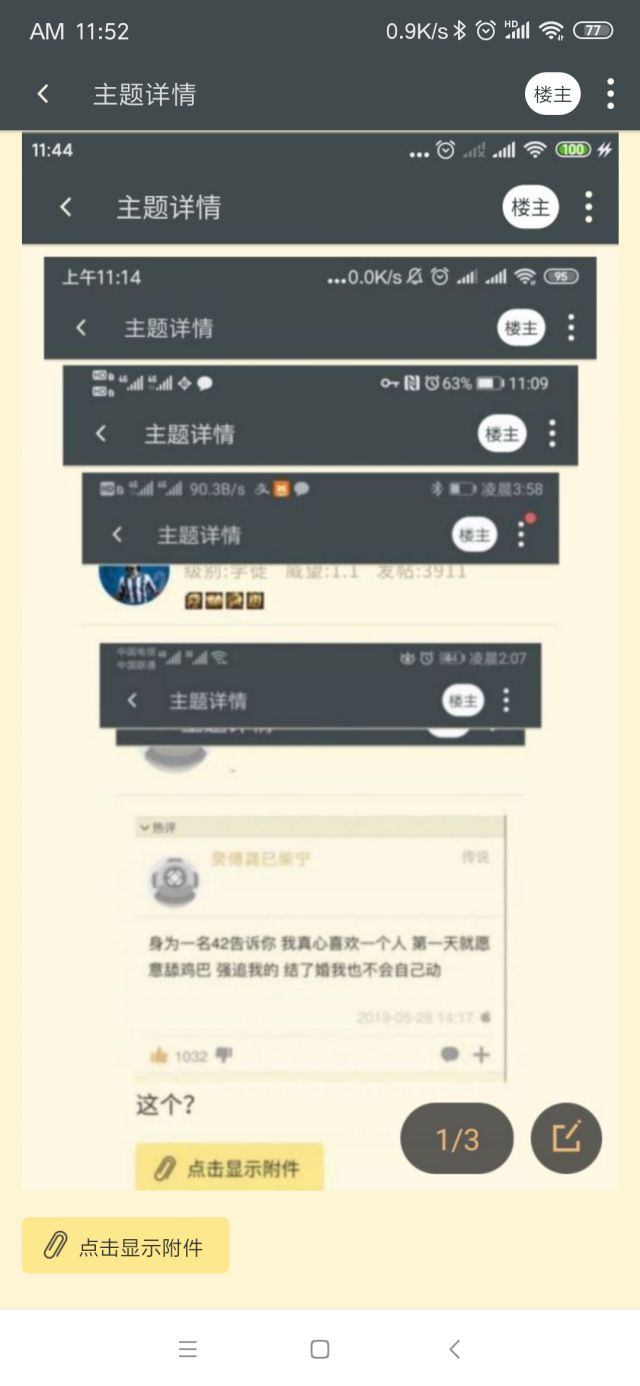 AM 11:52 0.9K/s HD 77
主题详情 楼主
11:44 ... 100
主题详情 楼主
上午11:14 ...0.0K/s 95
主题详情 楼主
63% 11:09
主题详情 楼主
90.3B/s 凌晨3:58
主题详情 楼主
级别:学徒 威望:1.1 发帖:3911
中国电信
中国联通 凌晨2:07
主题详情 楼主
热评
传说
身为一名42告诉你 我真心喜欢一个人 第一天就愿
意舔鸡巴 强追我的 结了婚我也不会自己动
2019-05-28 14:17
1032
这个？
1/3
点击显示附件
点击显示附件